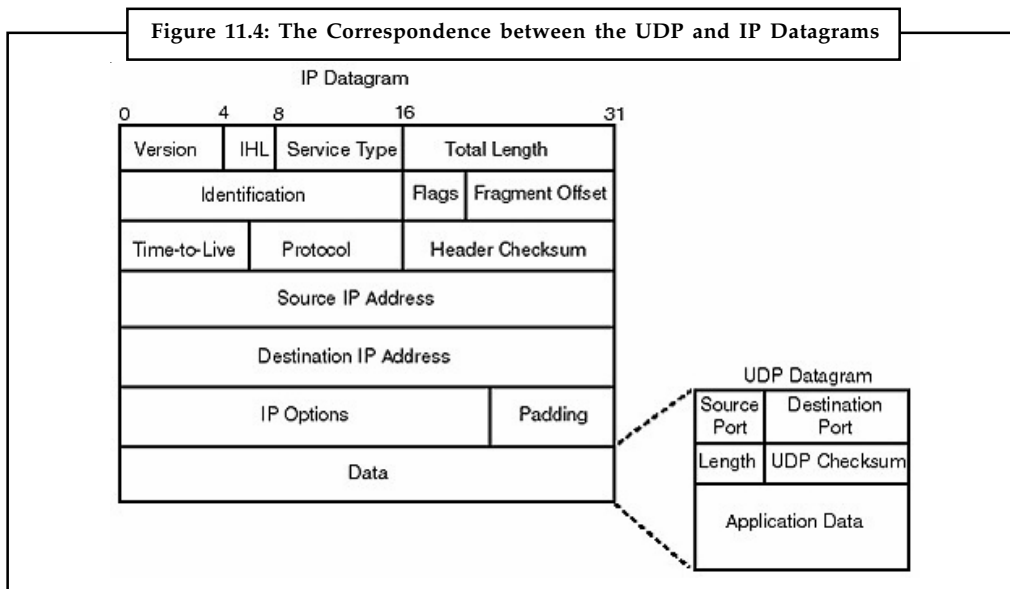 Figure 11.4: The Correspondence between the UDP and IP Datagrams
IP Datagram
0 4 8 16 31
Version IHL Service Type Total Length
Identification Flags Fragment Offset
Time-to-Live Protocol Header Checksum
Source IP Address
Destination IP Address
IP Options Padding
Data
UDP Datagram
Source Port Destination Port
Length UDP Checksum
Application Data